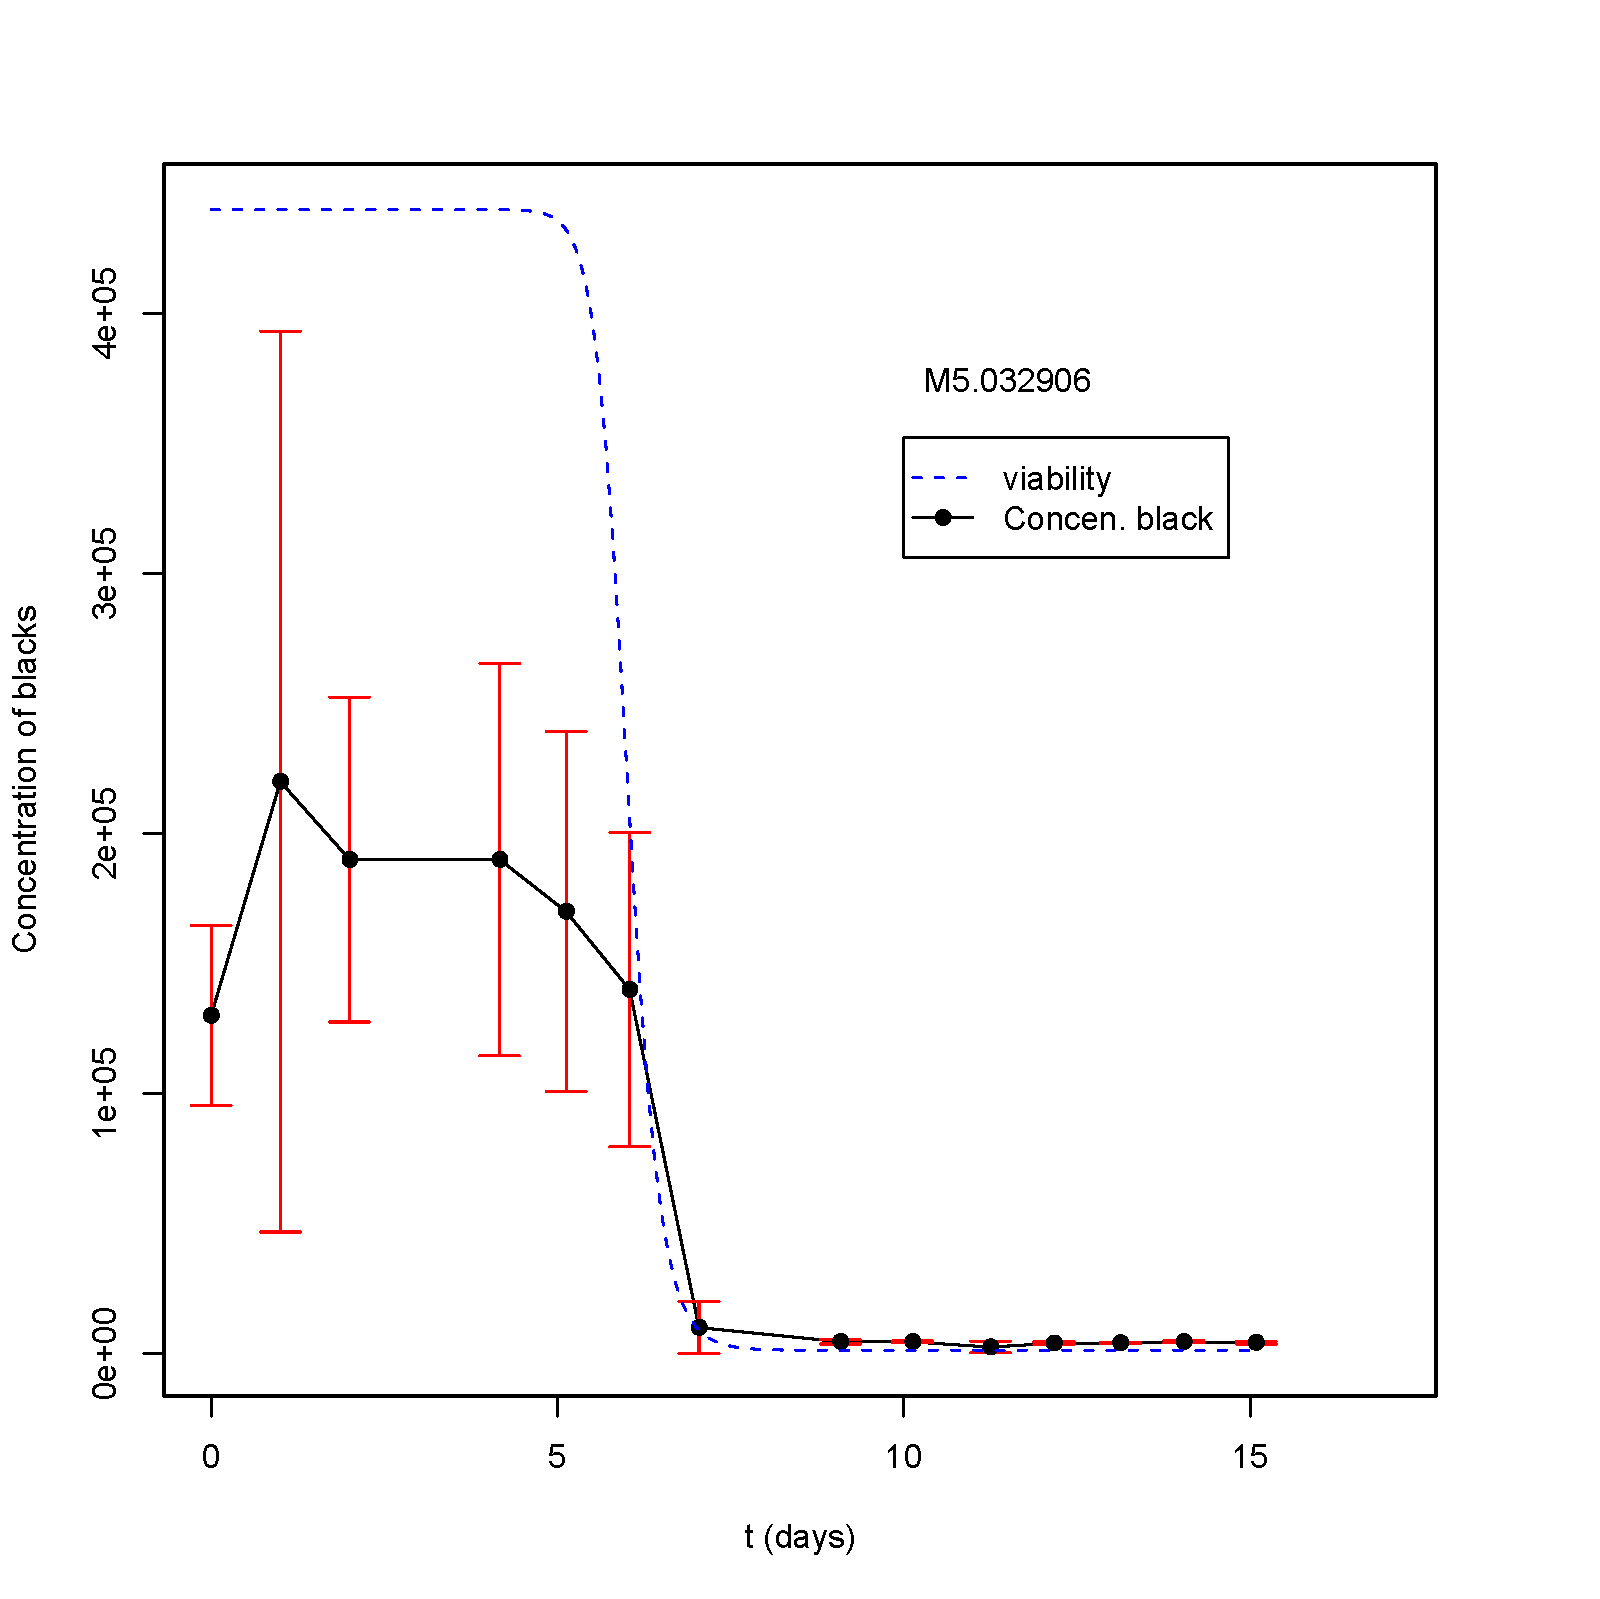 Concentration of blacks
4e+05
3e+05
2e+05
1e+05
0e+00
M5.032906
viability
Concen. black
0 5 10 15
t (days)